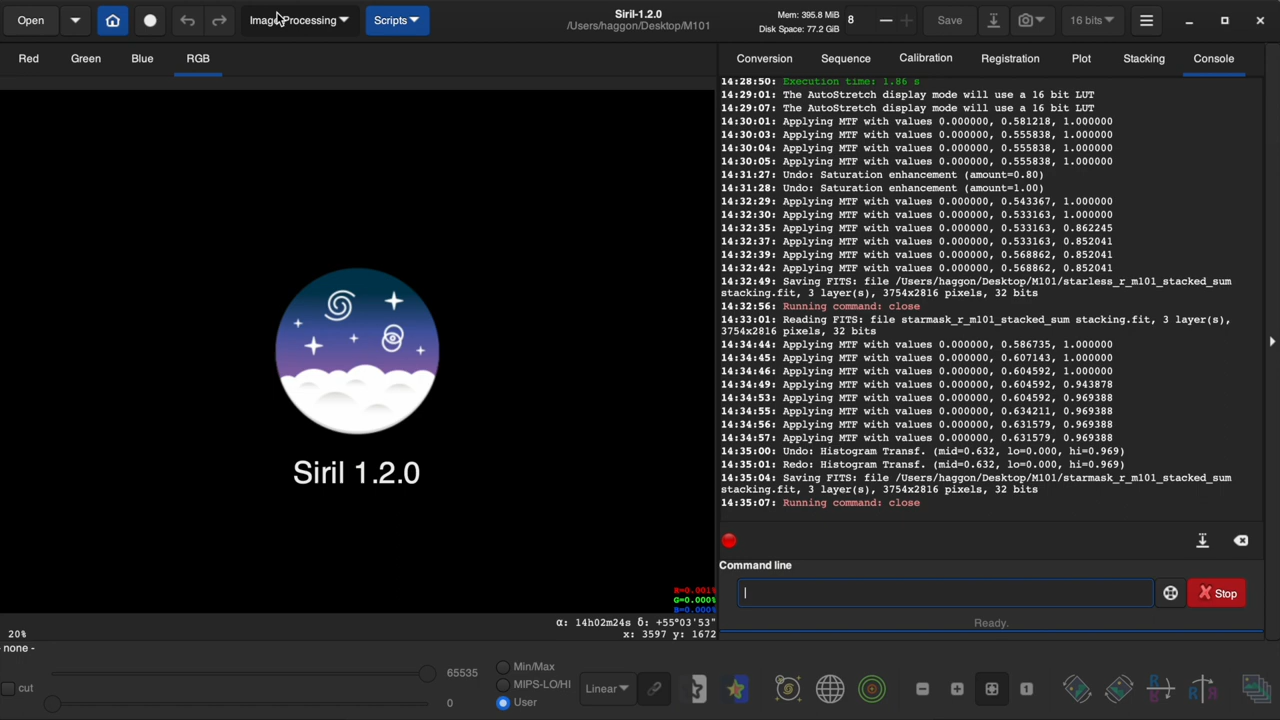 Open
Image Processing
Scripts
Siril-1.2.0
/Users/haggon/Desktop/M101
Mem: 395.8 MiB
Disk Space: 77.2 GiB
8
Save
16 bits
Red
Green
Blue
RGB
Conversion
Sequence
Calibration
Registration
Plot
Stacking
Console
14:28:50: Execution time: 1.86 s
14:29:01: The AutoStretch display mode will use a 16 bit LUT
14:29:07: The AutoStretch display mode will use a 16 bit LUT
14:30:01: Applying MTF with values 0.000000, 0.581218, 1.000000
14:30:03: Applying MTF with values 0.000000, 0.555838, 1.000000
14:30:04: Applying MTF with values 0.000000, 0.555838, 1.000000
14:30:05: Applying MTF with values 0.000000, 0.555838, 1.000000
14:31:27: Undo: Saturation enhancement (amount=0.80)
14:31:28: Undo: Saturation enhancement (amount=1.00)
14:32:29: Applying MTF with values 0.000000, 0.543367, 1.000000
14:32:30: Applying MTF with values 0.000000, 0.533163, 1.000000
14:32:35: Applying MTF with values 0.000000, 0.533163, 0.862245
14:32:37: Applying MTF with values 0.000000, 0.533163, 0.852041
14:32:39: Applying MTF with values 0.000000, 0.568862, 0.852041
14:32:42: Applying MTF with values 0.000000, 0.568862, 0.852041
14:32:49: Saving FITS: file /Users/haggon/Desktop/M101/starless_r_m101_stacked_sum
stacking.fit, 3 layer(s), 3754x2816 pixels, 32 bits
14:32:56: Running command: close
14:33:01: Reading FITS: file starmask_r_m101_stacked_sum stacking.fit, 3 layer(s),
3754x2816 pixels, 32 bits
14:34:44: Applying MTF with values 0.000000, 0.586735, 1.000000
14:34:45: Applying MTF with values 0.000000, 0.607143, 1.000000
14:34:46: Applying MTF with values 0.000000, 0.604592, 1.000000
14:34:49: Applying MTF with values 0.000000, 0.604592, 0.943878
14:34:53: Applying MTF with values 0.000000, 0.604592, 0.969388
14:34:55: Applying MTF with values 0.000000, 0.634211, 0.969388
14:34:56: Applying MTF with values 0.000000, 0.631579, 0.969388
14:34:57: Applying MTF with values 0.000000, 0.631579, 0.969388
14:35:00: Undo: Histogram Transf. (mid=0.632, lo=0.000, hi=0.969)
14:35:01: Redo: Histogram Transf. (mid=0.632, lo=0.000, hi=0.969)
14:35:04: Saving FITS: file /Users/haggon/Desktop/M101/starmask_r_m101_stacked_sum
stacking.fit, 3 layer(s), 3754x2816 pixels, 32 bits
14:35:07: Running command: close
Siril 1.2.0
Command line
Stop
Ready.
R=0.001%
G=0.000%
B=0.000%
α: 14h02m24s δ: +55°03'53"
x: 3597 y: 1672
20%
- none -
cut
65535
0
Min/Max
MIPS-LO/HI
User
Linear
1